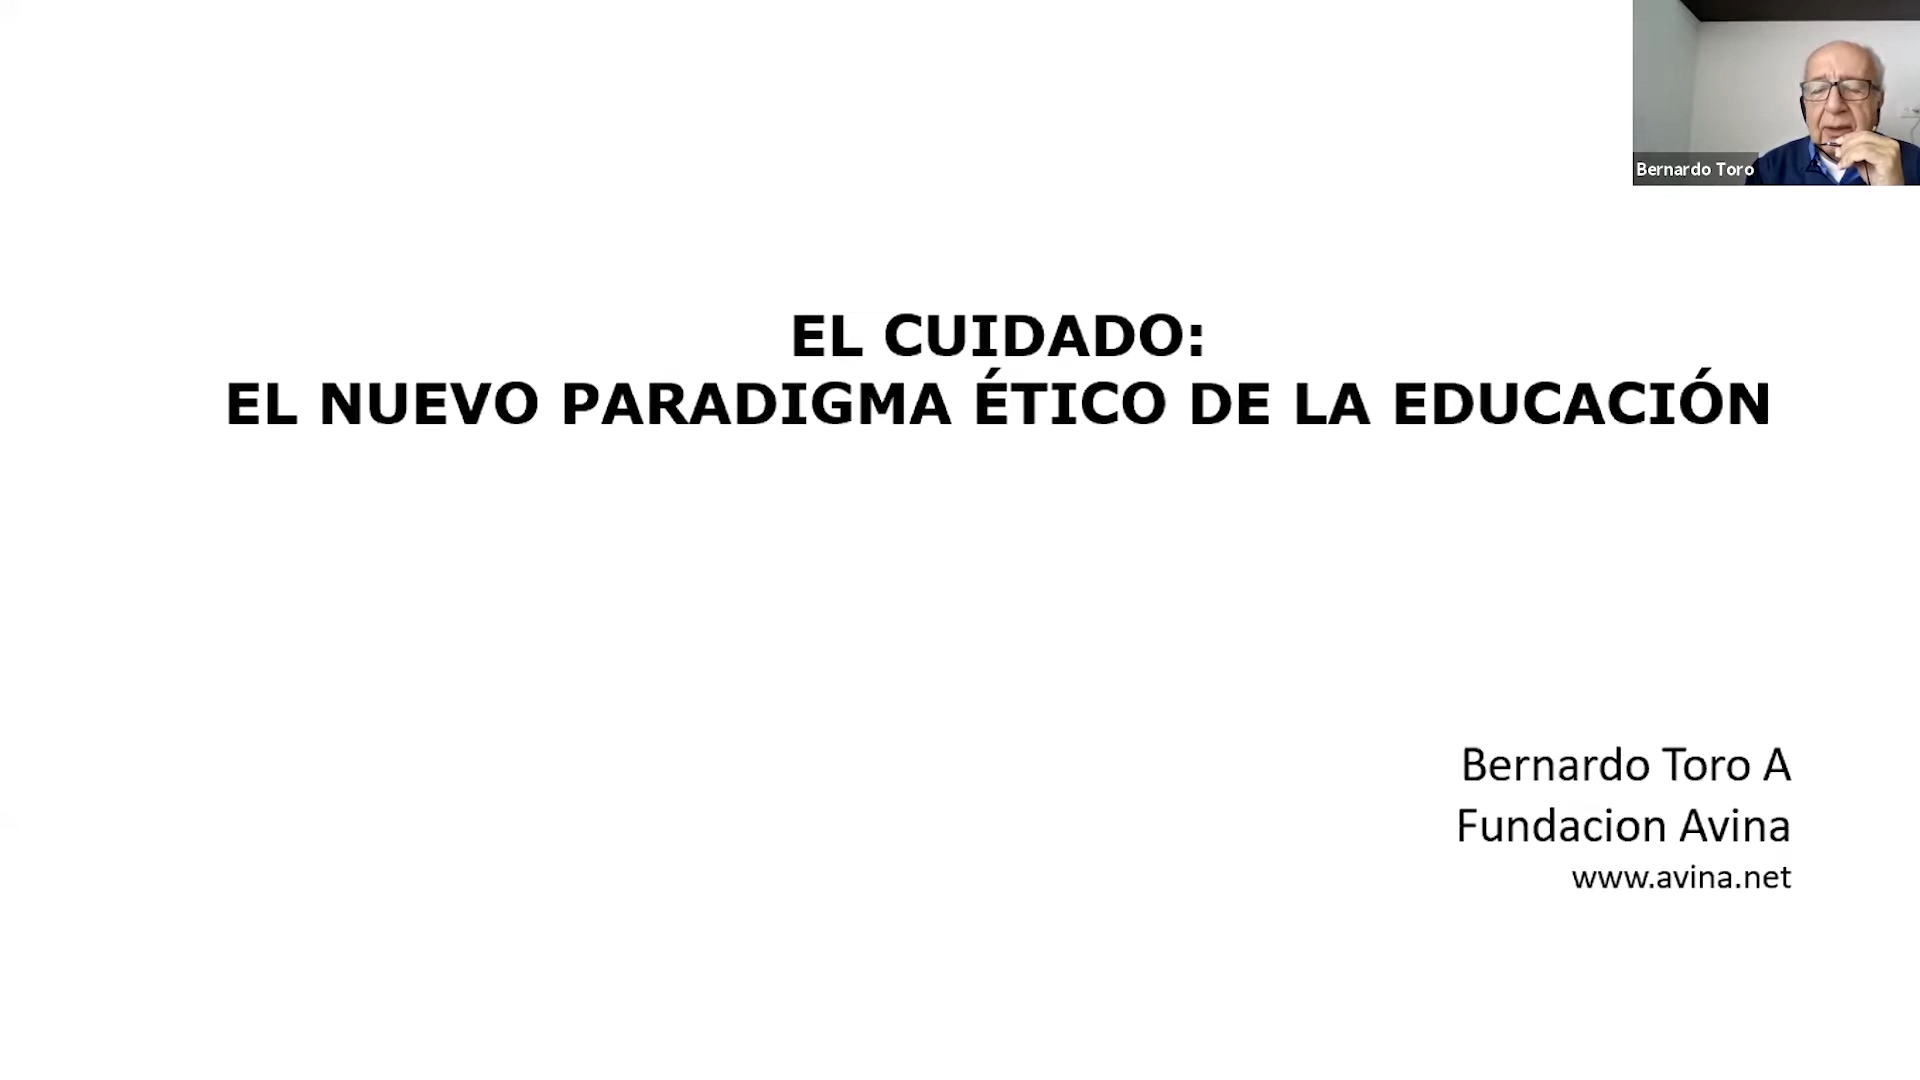 Bernardo Toro
EL CUIDADO:
EL NUEVO PARADIGMA ÉTICO DE LA EDUCACIÓN
Bernardo Toro A
Fundacion Avina
www.avina.net